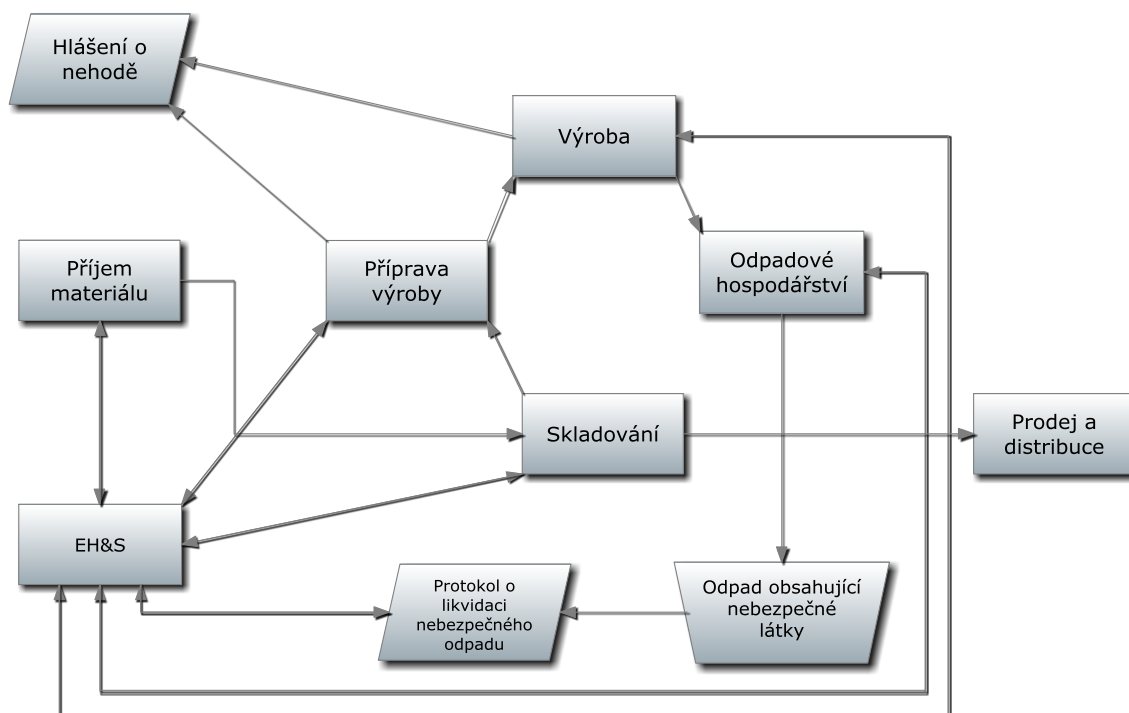 Hlášení o
nehodě
Výroba
Příjem
materiálu
Příprava
výroby
Odpadové
hospodářství
Skladování
Prodej a
distribuce
EH&S
Protokol o
likvidaci
nebezpečného
odpadu
Odpad obsahující
nebezpečné
látky